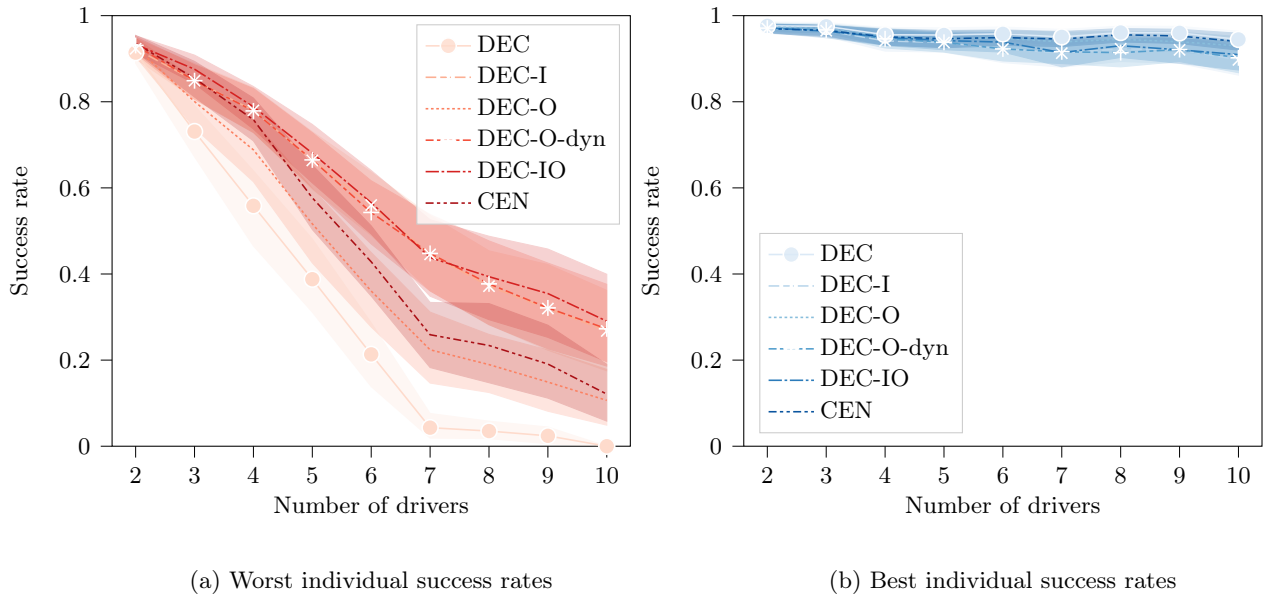 1
0.8
0.6
0.4
0.2
0
2 3 4 5 6 7 8 9 10
Success rate
Number of drivers
DEC
DEC-I
DEC-O
DEC-O-dyn
DEC-IO
CEN
(a) Worst individual success rates
1
0.8
0.6
0.4
0.2
0
2 3 4 5 6 7 8 9 10
Success rate
Number of drivers
DEC
DEC-I
DEC-O
DEC-O-dyn
DEC-IO
CEN
(b) Best individual success rates